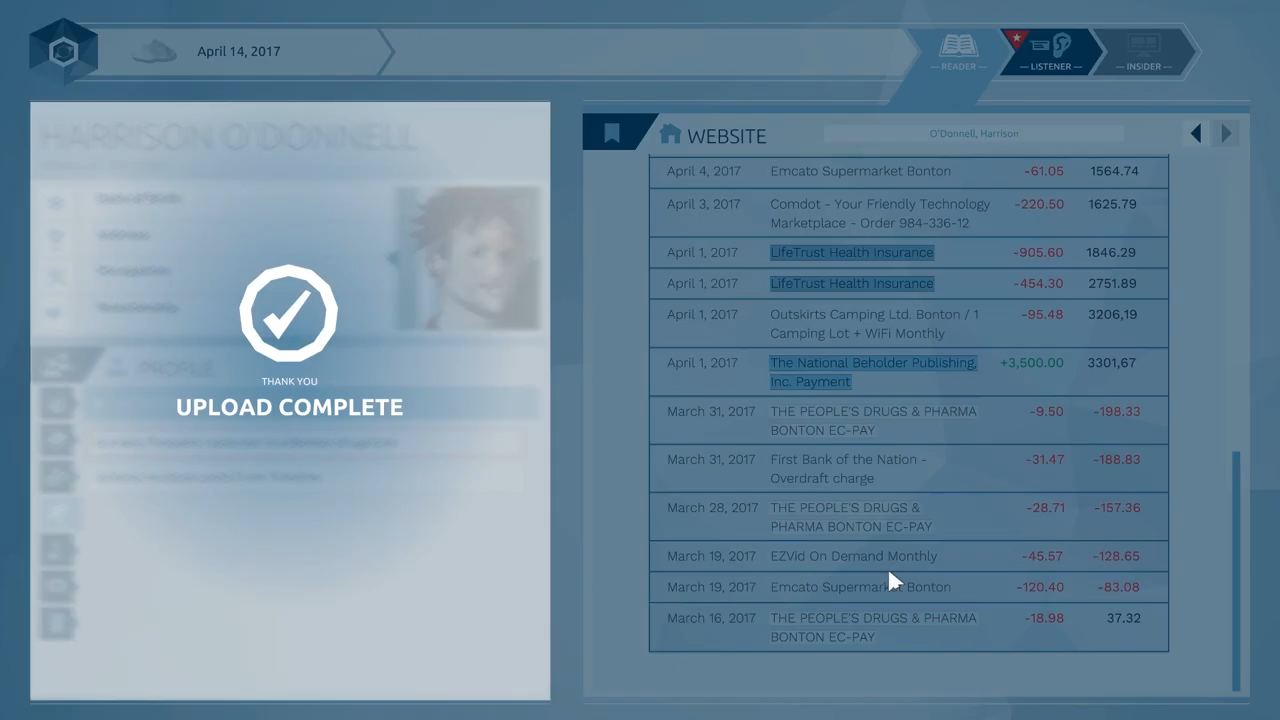 April 14, 2017
— READER —
— LISTENER —
— INSIDER —
HARRISON O'DONNELL
Date of Birth
Address
Occupation
Relationship
PROFILE
THANK YOU
UPLOAD COMPLETE
WEBSITE
O'Donnell, Harrison
April 4, 2017 Emcato Supermarket Bonton -61.05 1564.74
April 3, 2017 Comdot - Your Friendly Technology -220.50 1625.79
Marketplace - Order 984-336-12
April 1, 2017 LifeTrust Health Insurance -905.60 1846.29
April 1, 2017 LifeTrust Health Insurance -454.30 2751.89
April 1, 2017 Outskirts Camping Ltd. Bonton / 1 -95.48 3206,19
Camping Lot + WiFi Monthly
April 1, 2017 The National Beholder Publishing, +3,500.00 3301,67
Inc. Payment
March 31, 2017 THE PEOPLE'S DRUGS & PHARMA -9.50 -198.33
BONTON EC-PAY
March 31, 2017 First Bank of the Nation - -31.47 -188.83
Overdraft charge
March 28, 2017 THE PEOPLE'S DRUGS & -28.71 -157.36
PHARMA BONTON EC-PAY
March 19, 2017 EZVid On Demand Monthly -45.57 -128.65
March 19, 2017 Emcato Supermarket Bonton -120.40 -83.08
March 16, 2017 THE PEOPLE'S DRUGS & PHARMA -18.98 37.32
BONTON EC-PAY